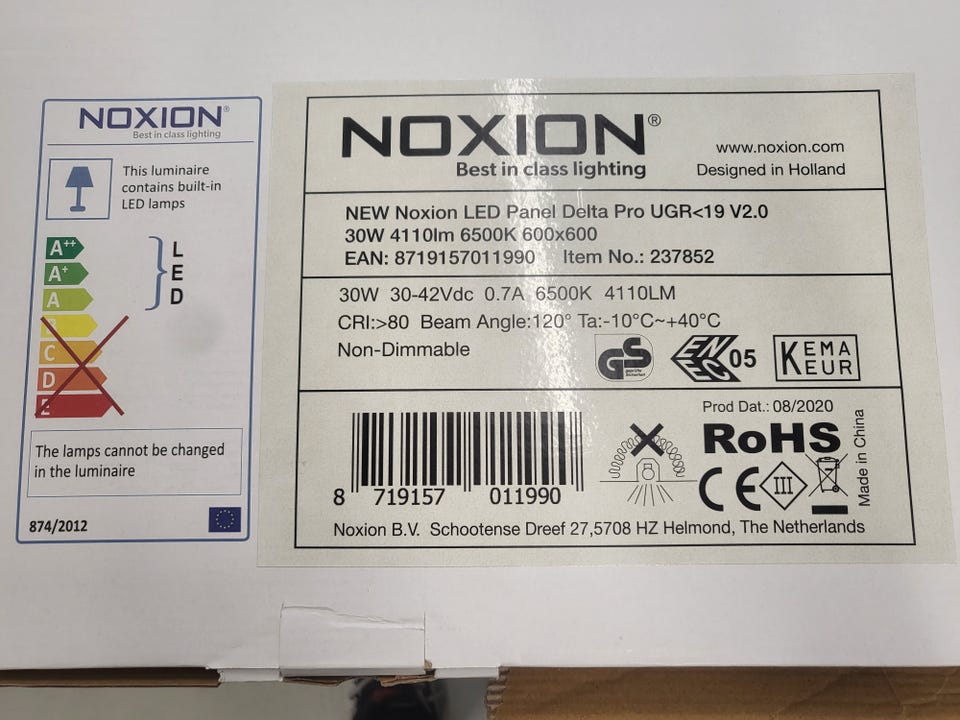 NOXION®
Best in class lighting
This luminaire
contains built-in
LED lamps
A++
A+
A
C
D
E
L
E
D
The lamps cannot be changed
in the luminaire
874/2012
NOXION®
Best in class lighting
www.noxion.com
Designed in Holland
NEW Noxion LED Panel Delta Pro UGR<19 V2.0
30W 4110lm 6500K 600x600
EAN: 8719157011990 Item No.: 237852
30W 30-42Vdc 0.7A 6500K 4110LM
CRI:>80 Beam Angle:120° Ta:-10°C~+40°C
Non-Dimmable
GS
geprüfte
Sicherheit
ENEC 05
KEMA
KEUR
Prod Dat.: 08/2020
RoHS
CE III
Made in China
8 719157 011990
Noxion B.V. Schootense Dreef 27,5708 HZ Helmond, The Netherlands